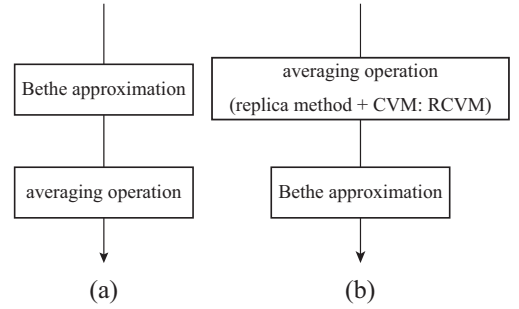 Bethe approximation
averaging operation
(a)
averaging operation
(replica method + CVM: RCVM)
Bethe approximation
(b)